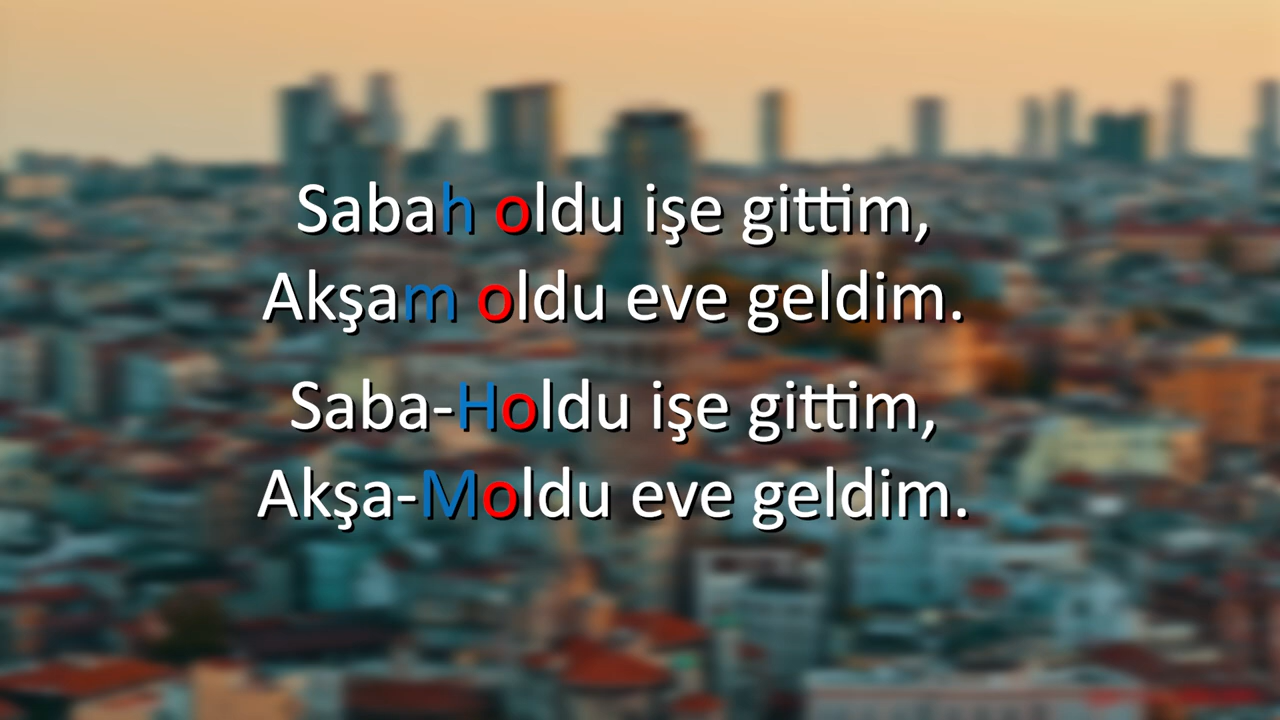 Sabah oldu işe gittim,
Akşam oldu eve geldim.
Saba-Holdu işe gittim,
Akşa-Moldu eve geldim.